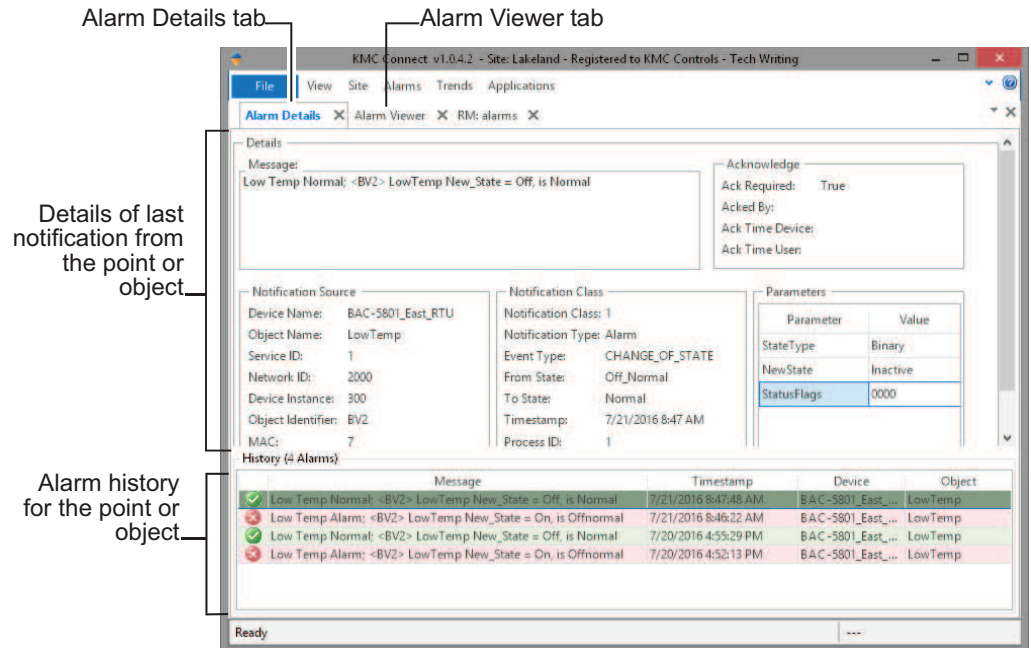 Alarm Details tab
Alarm Viewer tab
KMC Connect v1.0.4.2 - Site: Lakeland - Registered to KMC Controls - Tech Writing
File View Site Alarms Trends Applications
Alarm Details Alarm Viewer RM: alarms
Details of last
notification from
the point or
object
Details
Message:
Low Temp Normal; <BV2> LowTemp New_State = Off, is Normal
Acknowledge
Ack Required: True
Acked By:
Ack Time Device:
Ack Time User:
Notification Source
Device Name: BAC-5801_East_RTU
Object Name: LowTemp
Service ID: 1
Network ID: 2000
Device Instance: 300
Object Identifier: BV2
MAC: 7
Notification Class
Notification Class: 1
Notification Type: Alarm
Event Type: CHANGE_OF_STATE
From State: Off_Normal
To State: Normal
Timestamp: 7/21/2016 8:47 AM
Process ID: 1
Parameters
Parameter Value
StateType Binary
NewState Inactive
StatusFlags 0000
Alarm history
for the point or
object
History (4 Alarms)
Message Timestamp Device Object
Low Temp Normal; <BV2> LowTemp New_State = Off, is Normal 7/21/2016 8:47:48 AM BAC-5801_East_... LowTemp
Low Temp Alarm; <BV2> LowTemp New_State = On, is Offnormal 7/21/2016 8:46:22 AM BAC-5801_East_... LowTemp
Low Temp Normal; <BV2> LowTemp New_State = Off, is Normal 7/20/2016 4:55:29 PM BAC-5801_East_... LowTemp
Low Temp Alarm; <BV2> LowTemp New_State = On, is Offnormal 7/20/2016 4:52:13 PM BAC-5801_East_... LowTemp
Ready ---